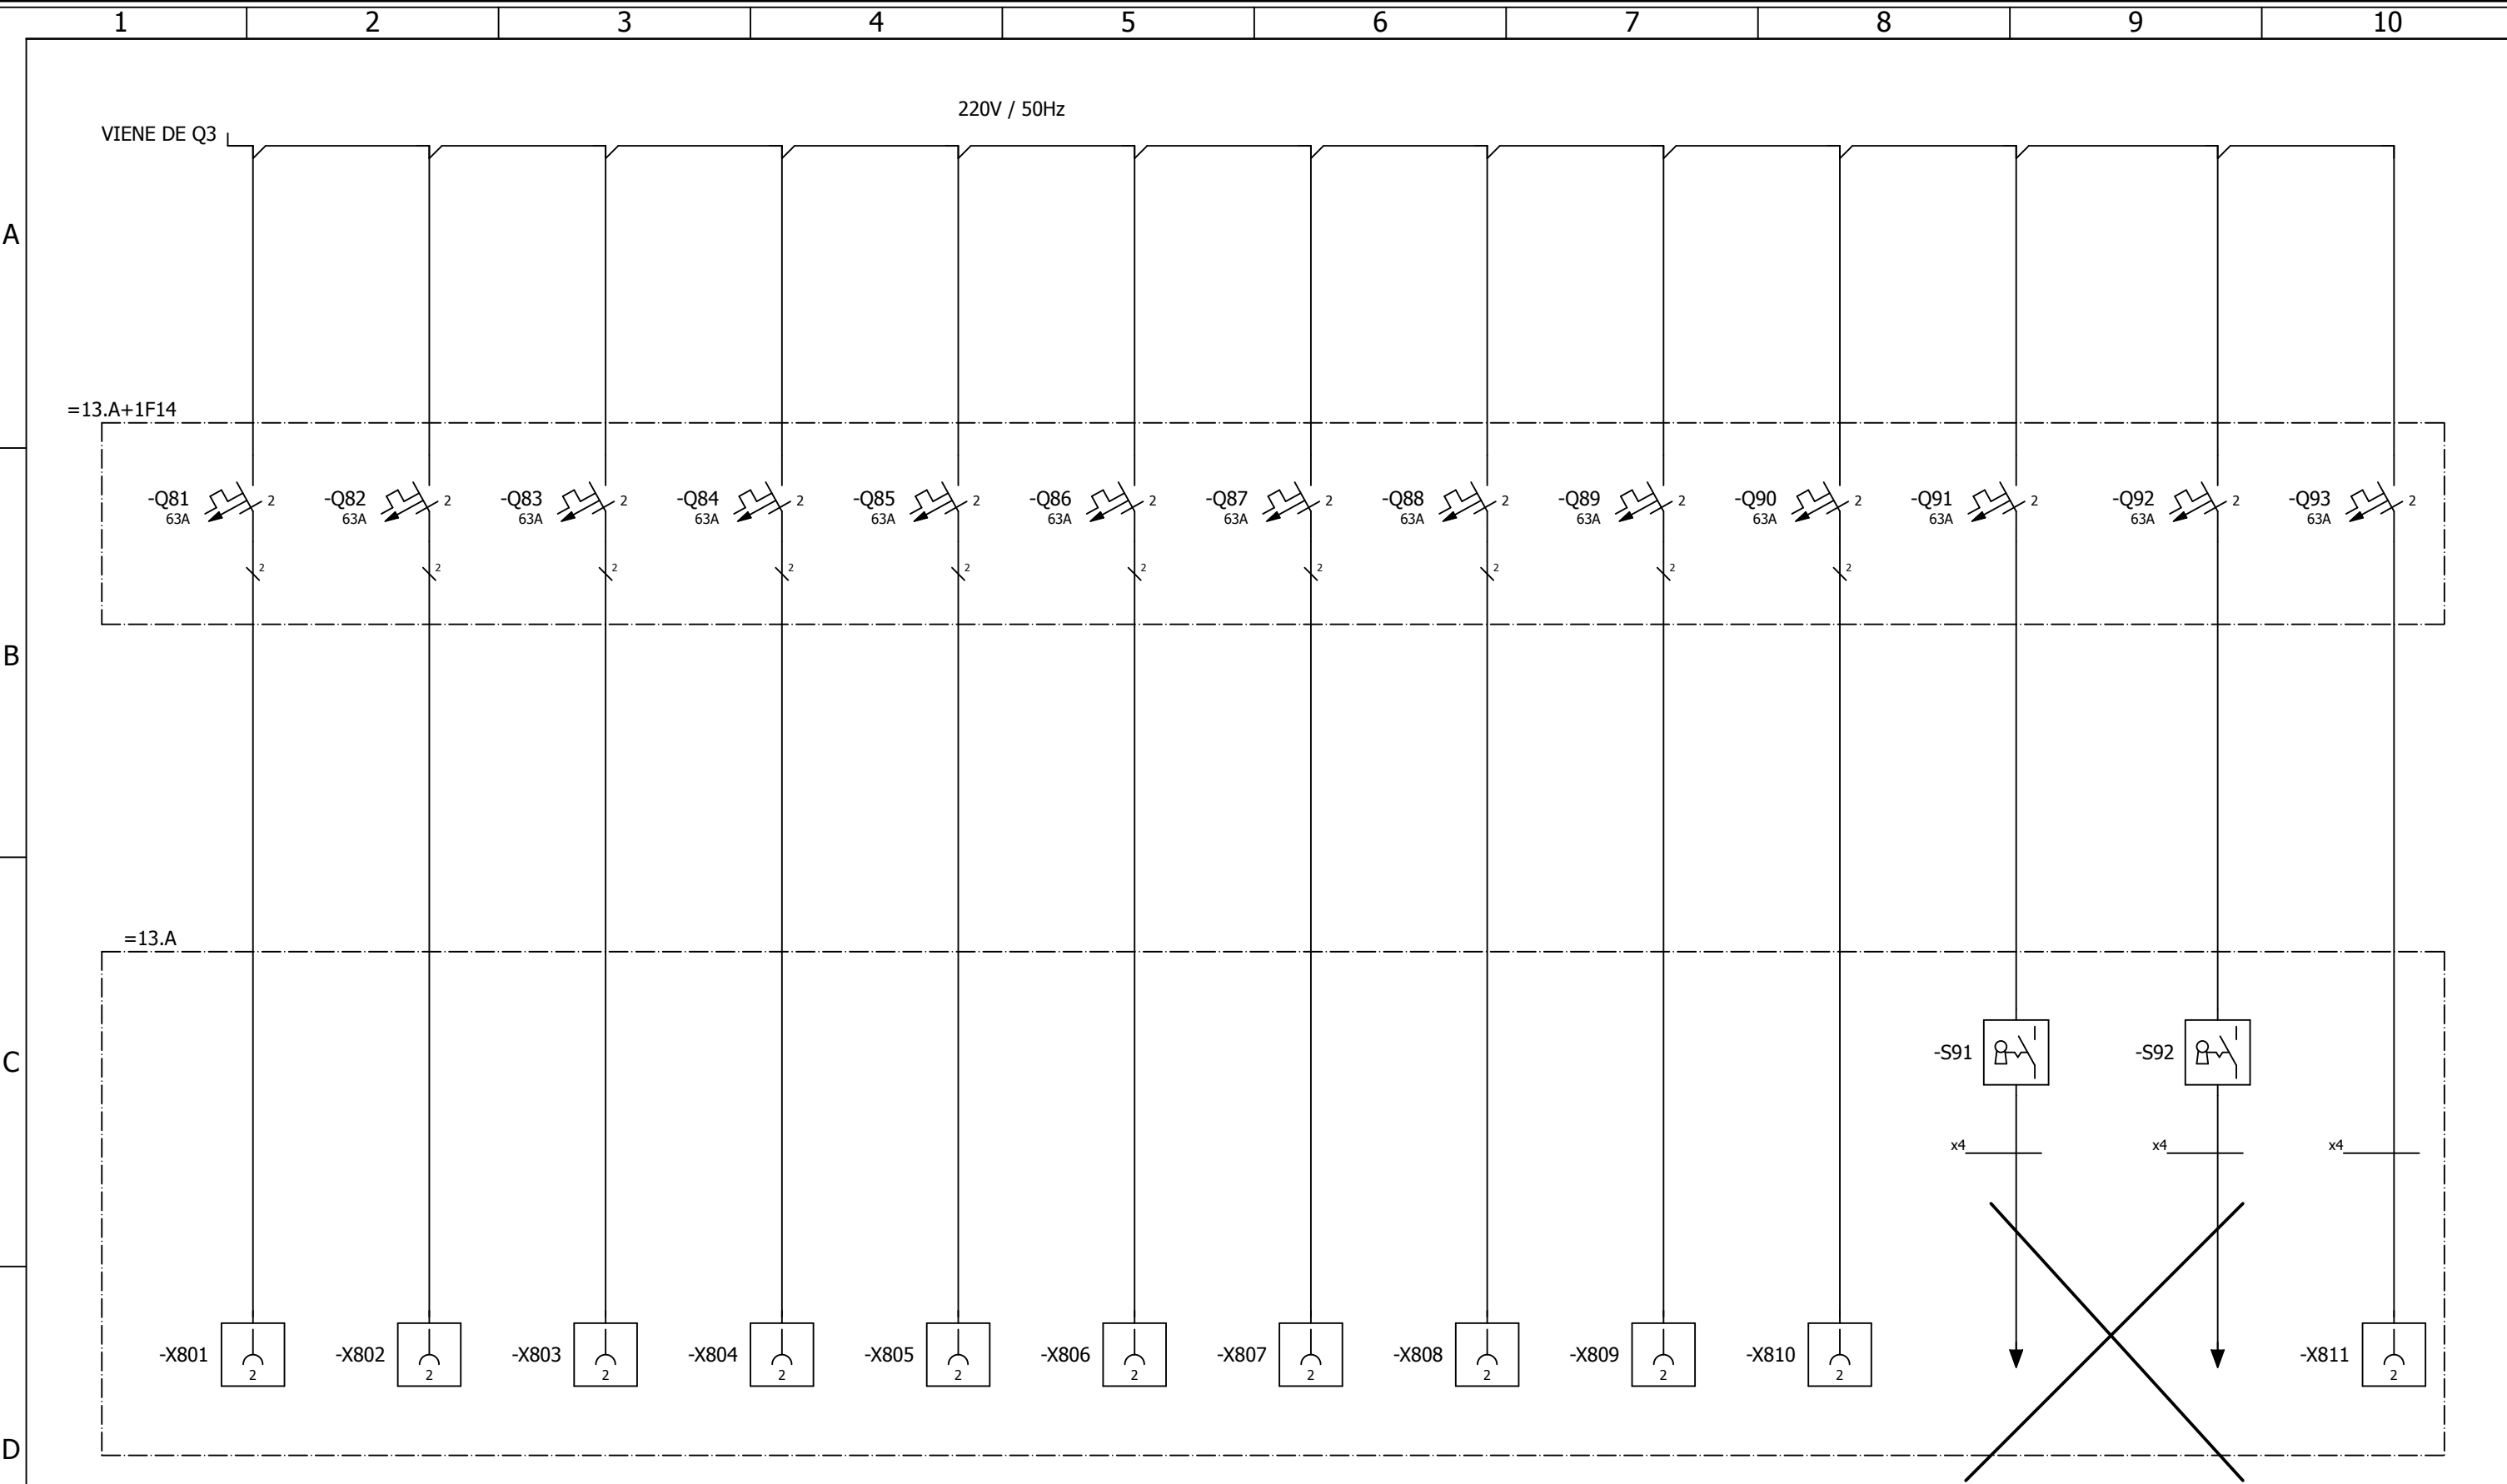 1 2 3 4 5 6 7 8 9 10
220V / 50Hz
VIENE DE Q3
A
=13.A+1F14
-Q81 2 -Q82 2 -Q83 2 -Q84 2 -Q85 2 -Q86 2 -Q87 2 -Q88 2 -Q89 2 -Q90 2 -Q91 2 -Q92 2 -Q93 2
63A 63A 63A 63A 63A 63A 63A 63A 63A 63A 63A 63A 63A
2 2 2 2 2 2 2 2 2 2
B
=13.A
C
-S91 -S92
x4 x4 x4
-X801 -X802 -X803 -X804 -X805 -X806 -X807 -X808 -X809 -X810 -X811
2 2 2 2 2 2 2 2 2 2 2
D